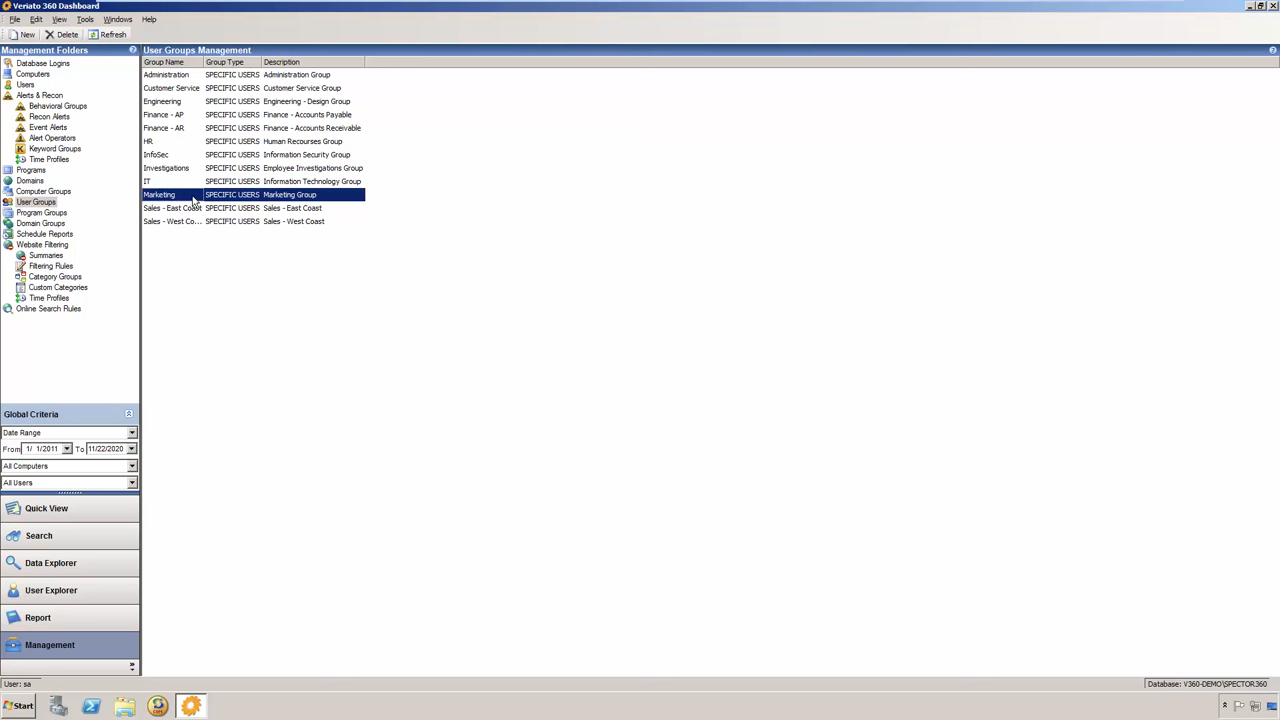 Veriato 360 Dashboard
File Edit View Tools Windows Help
New Delete Refresh
Management Folders
Database Logins
Computers
Users
Alerts & Recon
Behavioral Groups
Recon Alerts
Event Alerts
Alert Operators
Keyword Groups
Time Profiles
Programs
Domains
Computer Groups
User Groups
Program Groups
Domain Groups
Schedule Reports
Website Filtering
Summaries
Filtering Rules
Category Groups
Custom Categories
Time Profiles
Online Search Rules
Global Criteria
Date Range
From 1/ 1/2011 To 11/22/2020
All Computers
All Users
Quick View
Search
Data Explorer
User Explorer
Report
Management
User Groups Management
Group Name Group Type Description
Administration SPECIFIC USERS Administration Group
Customer Service SPECIFIC USERS Customer Service Group
Engineering SPECIFIC USERS Engineering - Design Group
Finance - AP SPECIFIC USERS Finance - Accounts Payable
Finance - AR SPECIFIC USERS Finance - Accounts Receivable
HR SPECIFIC USERS Human Recourses Group
InfoSec SPECIFIC USERS Information Security Group
Investigations SPECIFIC USERS Employee Investigations Group
IT SPECIFIC USERS Information Technology Group
Marketing SPECIFIC USERS Marketing Group
Sales - East Coast SPECIFIC USERS Sales - East Coast
Sales - West Co... SPECIFIC USERS Sales - West Coast
User: sa
Database: V360-DEMO\SPECTOR360
Start